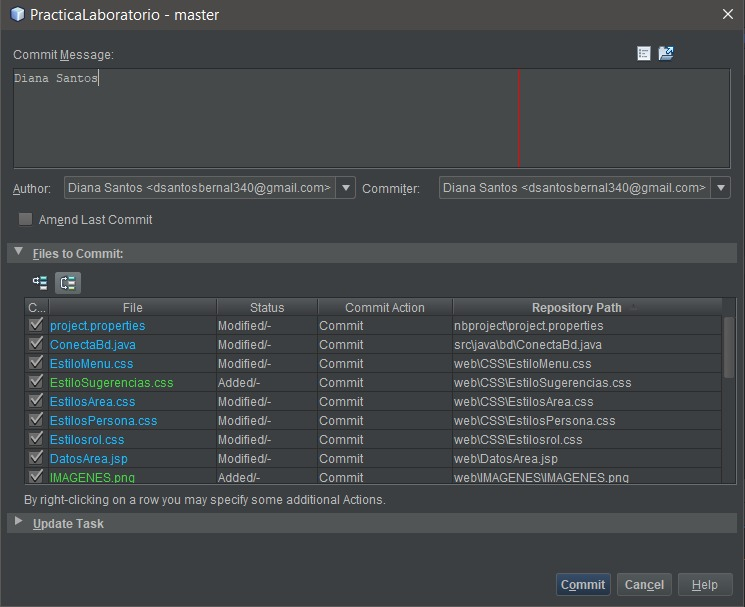 PracticaLaboratorio - master
Commit Message:
Diana Santos
Author: Diana Santos <dsantosbernal340@gmail.com> Commiter: Diana Santos <dsantosbernal340@gmail.com>
Amend Last Commit
Files to Commit:
C... File Status Commit Action Repository Path
project.properties Modified/- Commit nbproject\project.properties
ConectaBd.java Modified/- Commit src\java\bd\ConectaBd.java
EstiloMenu.css Modified/- Commit web\CSS\EstiloMenu.css
EstiloSugerencias.css Added/- Commit web\CSS\EstiloSugerencias.css
EstilosArea.css Modified/- Commit web\CSS\EstilosArea.css
EstilosPersona.css Modified/- Commit web\CSS\EstilosPersona.css
Estilosrol.css Modified/- Commit web\CSS\Estilosrol.css
DatosArea.jsp Modified/- Commit web\DatosArea.jsp
IMAGENES.png Added/- Commit web\IMAGENES\IMAGENES.png
By right-clicking on a row you may specify some additional Actions.
Update Task
Commit Cancel Help